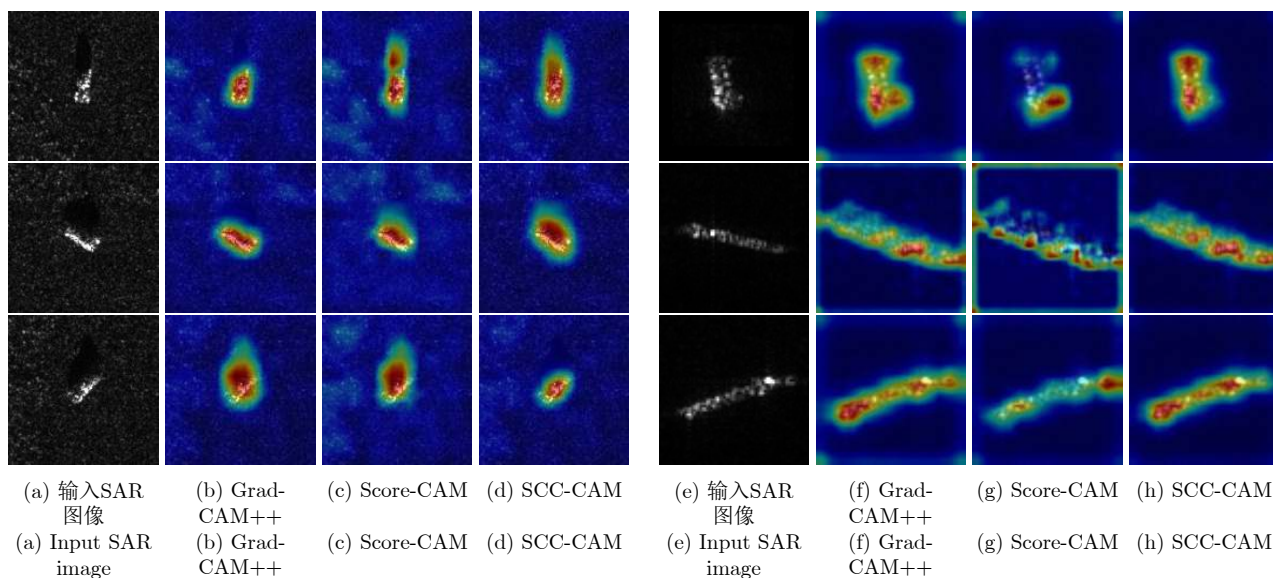 (a) 输入SAR
图像
(b) Grad-
CAM++
(c) Score-CAM
(d) SCC-CAM
(e) 输入SAR
图像
(f) Grad-
CAM++
(g) Score-CAM
(h) SCC-CAM
(a) Input SAR
image
(b) Grad-
CAM++
(c) Score-CAM
(d) SCC-CAM
(e) Input SAR
image
(f) Grad-
CAM++
(g) Score-CAM
(h) SCC-CAM